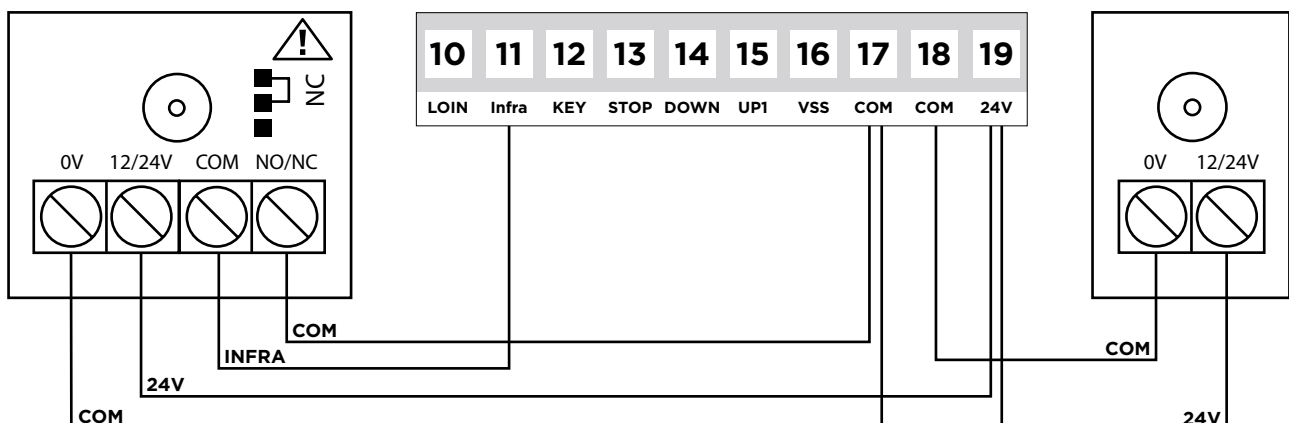 NC
0V 12/24V COM NO/NC
10 11 12 13 14 15 16 17 18 19
LOIN Infra KEY STOP DOWN UP1 VSS COM COM 24V
0V 12/24V
COM
INFRA
24V
COM
COM
24V